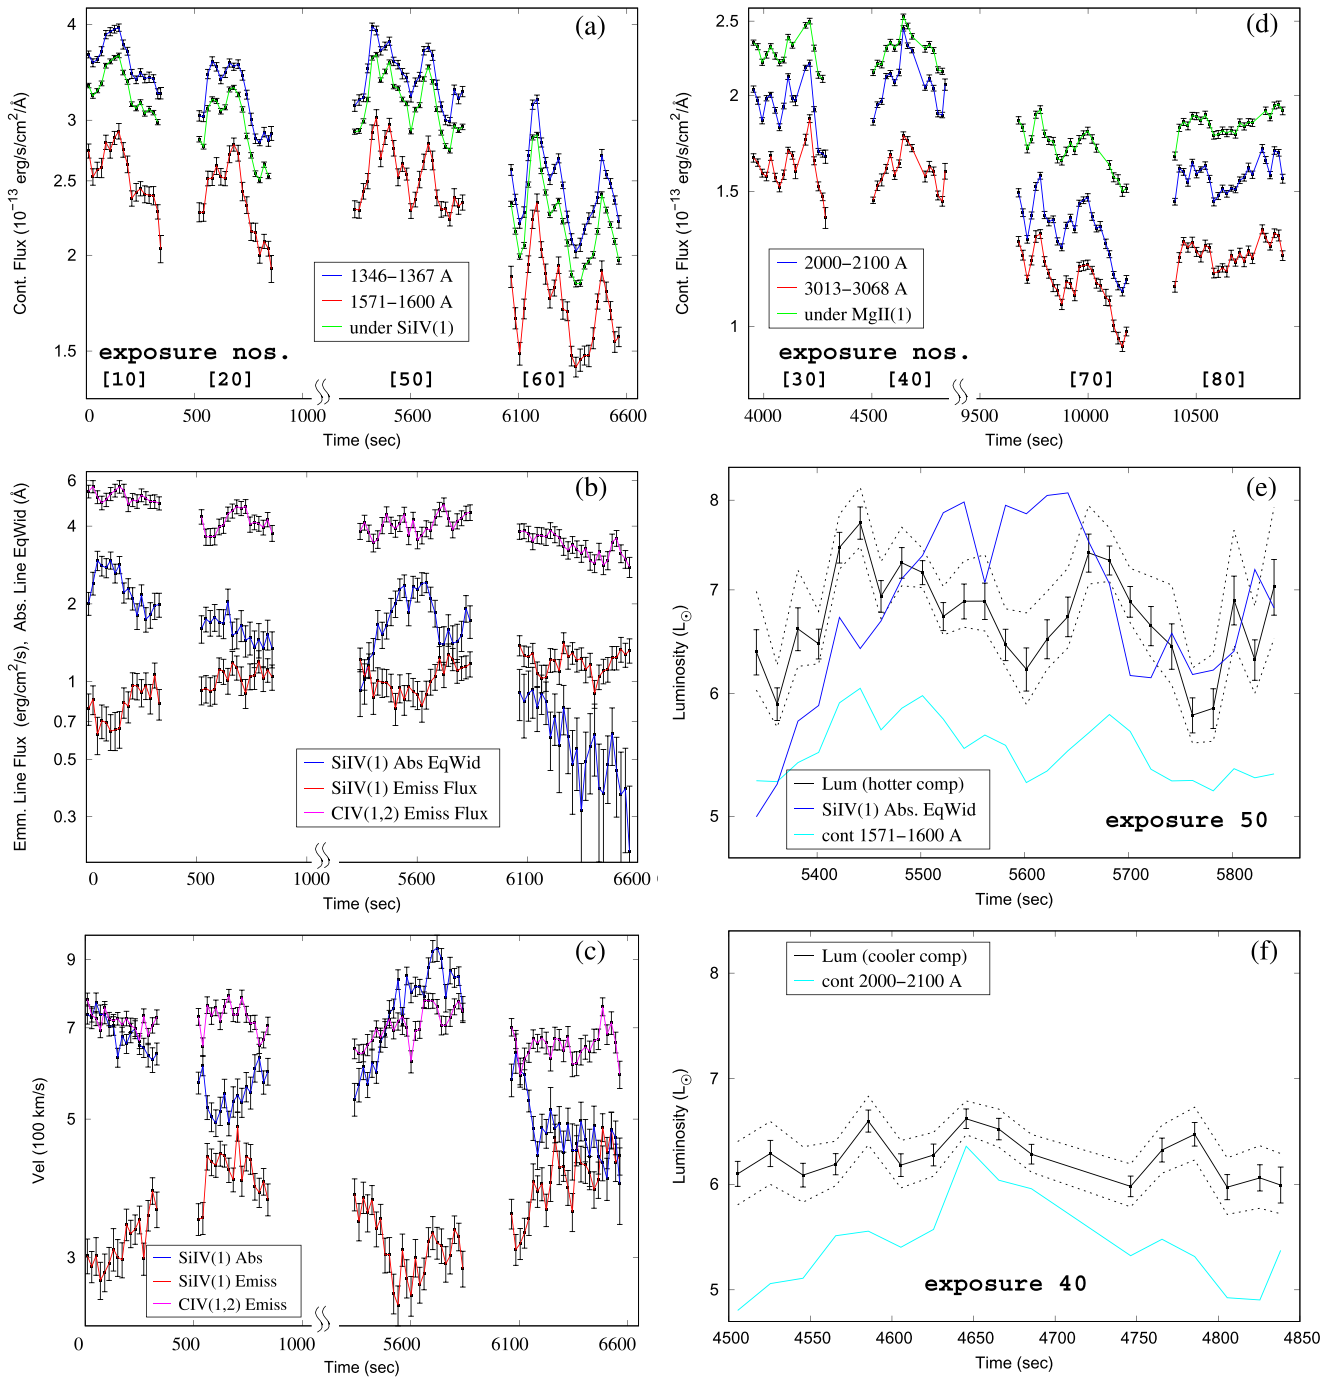 (a)
4
3
2.5
2
1.5
Cont. Flux (10⁻¹³ erg/s/cm²/Å)
1346−1367 A
1571−1600 A
under SiIV(1)
exposure nos.
[10] [20] [50] [60]
0 500 1000 5600 6100 6600
Time (sec)
(d)
2.5
2
1.5
1
Cont. Flux (10⁻¹³ erg/s/cm²/Å)
2000−2100 A
3013−3068 A
under MgII(1)
exposure nos.
[30] [40] [70] [80]
4000 4500 9500 10000 10500
Time (sec)
(b)
6
4
2
1
0.7
0.5
0.3
Emm. Line Flux (erg/cm²/s), Abs. Line EqWid (Å)
SiIV(1) Abs EqWid
SiIV(1) Emiss Flux
CIV(1,2) Emiss Flux
0 500 1000 5600 6100 6600
Time (sec)
(e)
8
7
6
5
Luminosity (L⊙)
Lum (hotter comp)
SiIV(1) Abs. EqWid
cont 1571−1600 A
exposure 50
5400 5500 5600 5700 5800
Time (sec)
(c)
9
7
5
3
Vel (100 km/s)
SiIV(1) Abs
SiIV(1) Emiss
CIV(1,2) Emiss
0 500 1000 5600 6100 6600
Time (sec)
(f)
8
7
6
5
Luminosity (L⊙)
Lum (cooler comp)
cont 2000−2100 A
exposure 40
4500 4550 4600 4650 4700 4750 4800 4850
Time (sec)